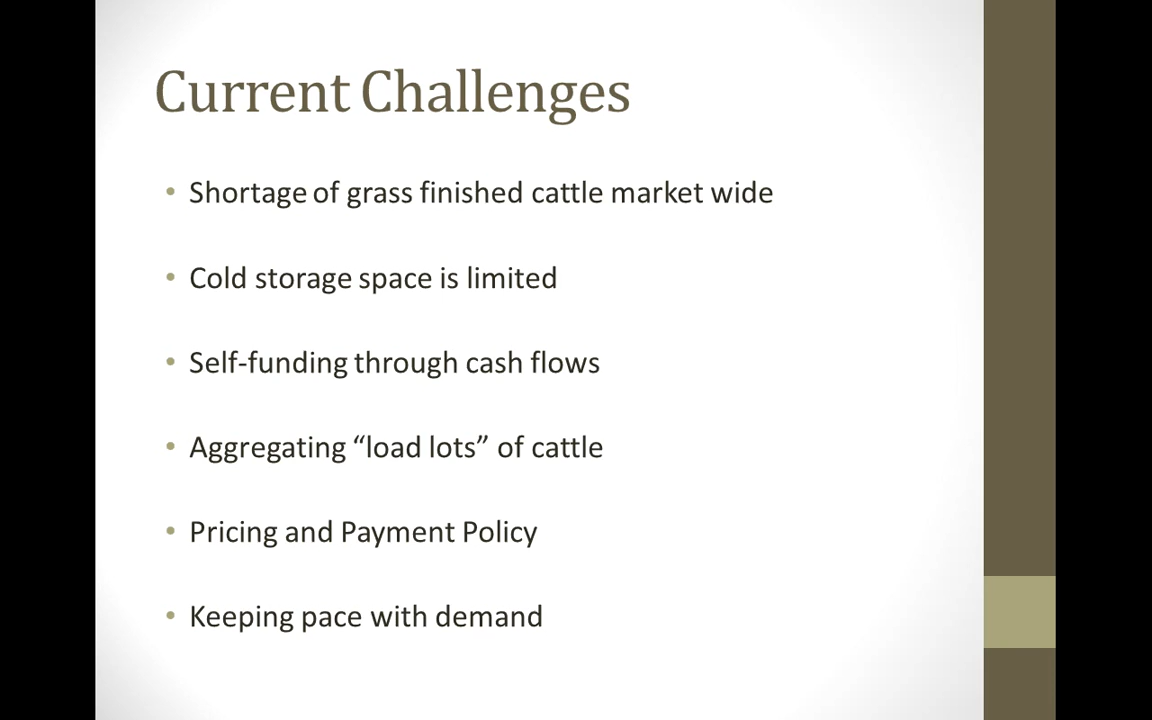 Current Challenges
• Shortage of grass finished cattle market wide
• Cold storage space is limited
• Self-funding through cash flows
• Aggregating “load lots” of cattle
• Pricing and Payment Policy
• Keeping pace with demand